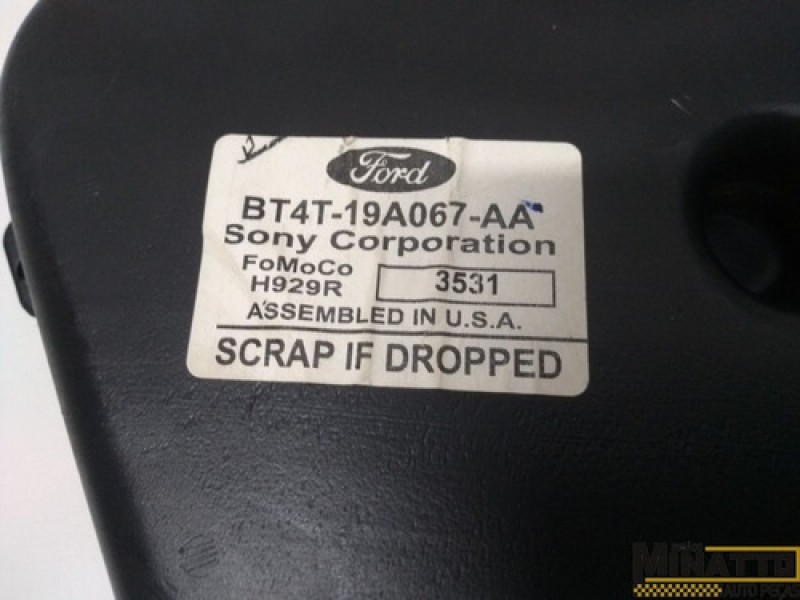 Ford
BT4T-19A067-AA
Sony Corporation
FoMoCo
H929R
3531
ASSEMBLED IN U.S.A.
SCRAP IF DROPPED
MINATTO
AUTO PEÇAS